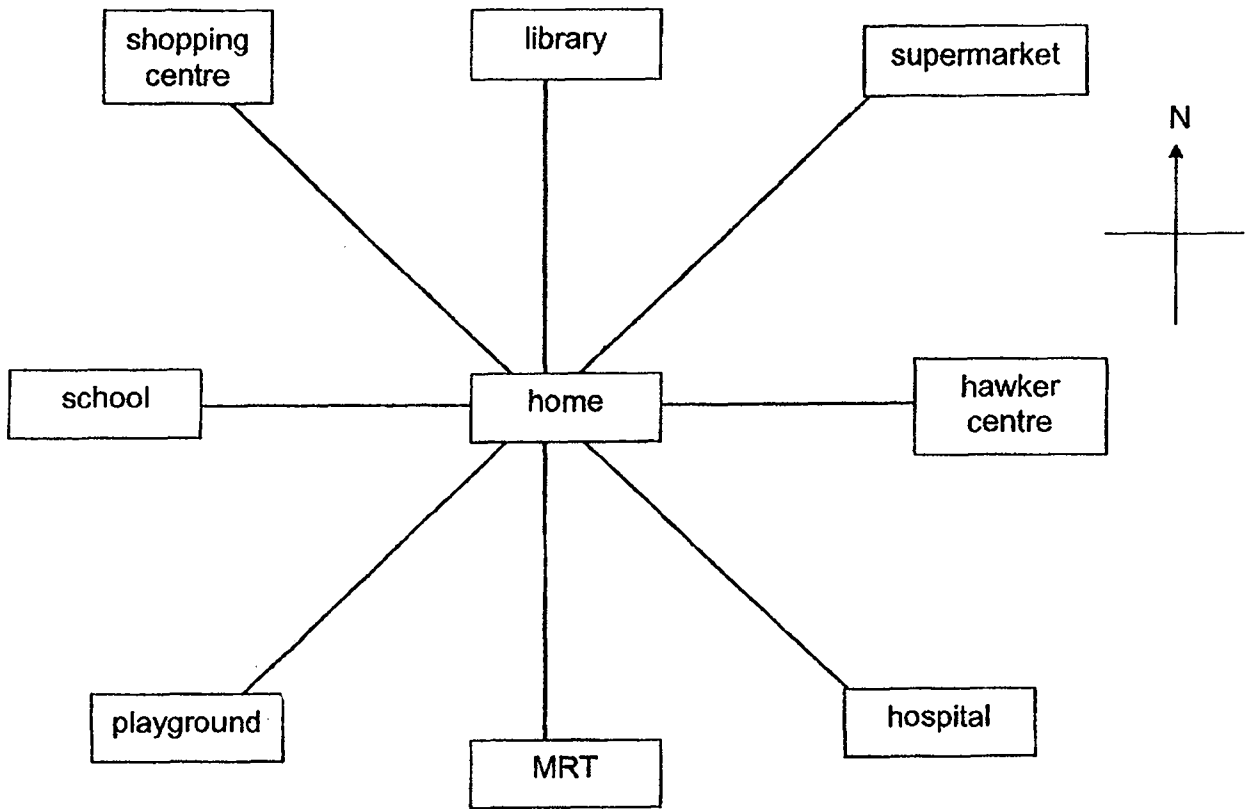 shopping
centre
library
supermarket
N
school
home
hawker
centre
playground
MRT
hospital